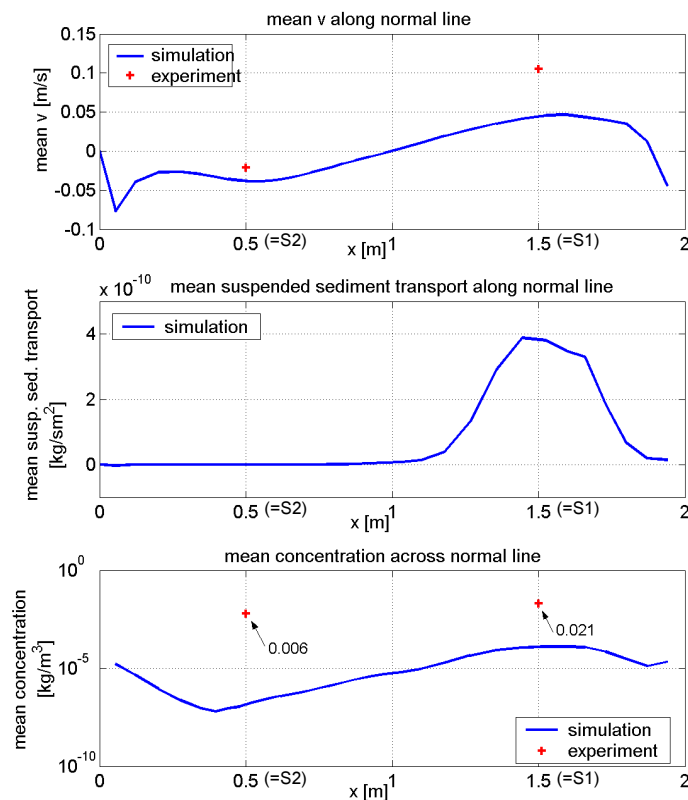 mean v along normal line
0.15
0.1
0.05
0
-0.05
-0.1
mean v [m/s]
simulation
experiment
0 0.5 (=S2) 1 1.5 (=S1) 2
x [m]
x 10^-10
mean suspended sediment transport along normal line
4
2
0
mean susp. sed. transport
[kg/sm²]
simulation
0 0.5 (=S2) 1 1.5 (=S1) 2
x [m]
mean concentration across normal line
10^0
10^-5
10^-10
mean concentration
[kg/m³]
0.006
0.021
simulation
experiment
0 0.5 (=S2) 1 1.5 (=S1) 2
x [m]